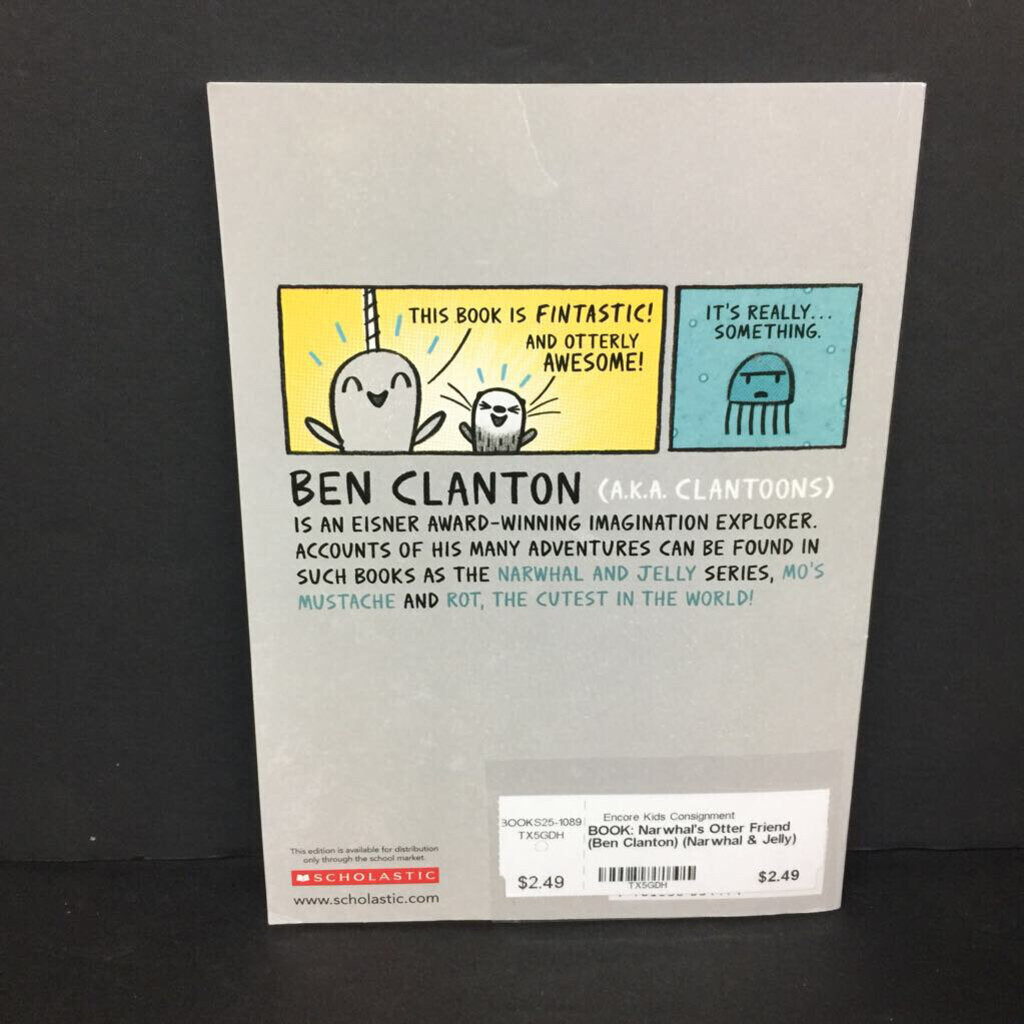 THIS BOOK IS FINTASTIC!
AND OTTERLY
AWESOME!
IT'S REALLY...
SOMETHING.
BEN CLANTON (A.K.A. CLANTOONS)
IS AN EISNER AWARD-WINNING IMAGINATION EXPLORER.
ACCOUNTS OF HIS MANY ADVENTURES CAN BE FOUND IN
SUCH BOOKS AS THE NARWHAL AND JELLY SERIES, MO'S
MUSTACHE AND ROT, THE CUTEST IN THE WORLD!
This edition is available for distribution
only through the school market.
SCHOLASTIC
www.scholastic.com
BOOKS25-1089
TX5GDH
$2.49
Encore Kids Consignment
BOOK: Narwhal's Otter Friend
(Ben Clanton) (Narwhal & Jelly)
TX5GDH
$2.49